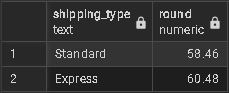 shipping_type round
text numeric
1 Standard 58.46
2 Express 60.48